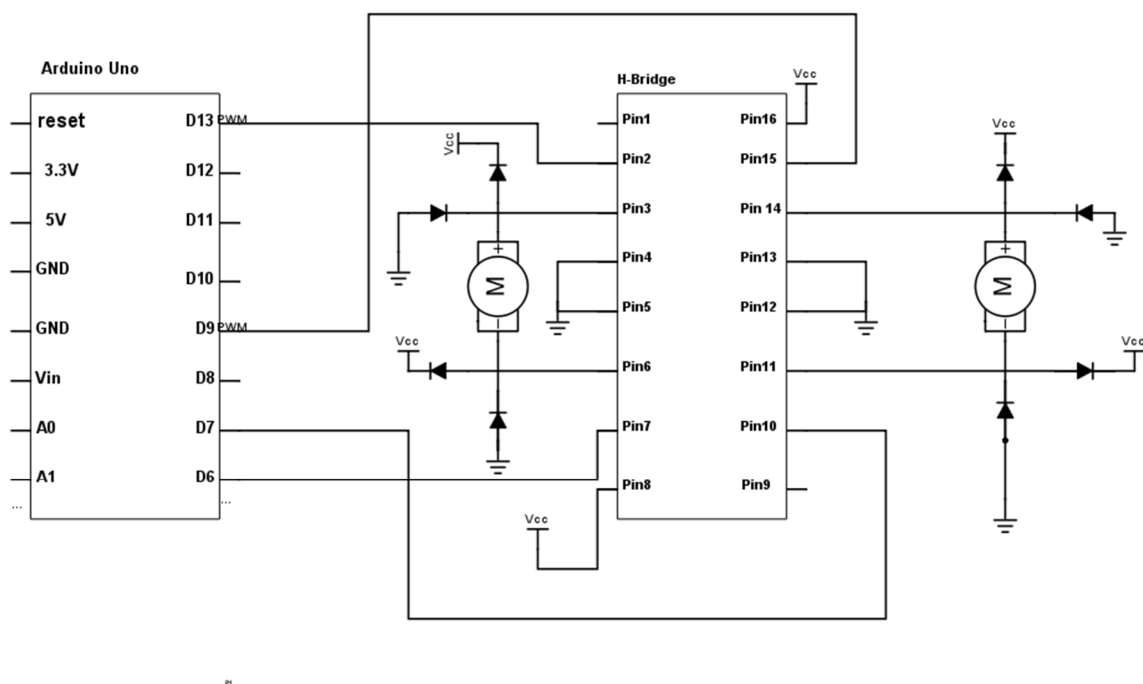 Arduino Uno
reset
3.3V
5V
GND
GND
Vin
A0
A1
...
D13
PWM
D12
D11
D10
D9
PWM
D8
D7
D6
...
Vcc
+
M
−
Vcc
Vcc
H-Bridge
Pin1
Pin2
Pin3
Pin4
Pin5
Pin6
Pin7
Pin8
Pin16
Pin15
Pin 14
Pin13
Pin12
Pin11
Pin10
Pin9
Vcc
Vcc
+
M
−
Vcc